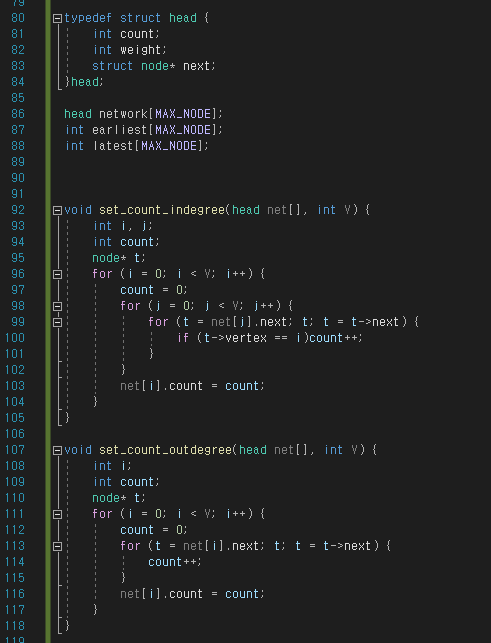 79
80 typedef struct head {
81     int count;
82     int weight;
83     struct node* next;
84 }head;
85
86 head network[MAX_NODE];
87 int earliest[MAX_NODE];
88 int latest[MAX_NODE];
89
90
91
92 void set_count_indegree(head net[], int V) {
93     int i, j;
94     int count;
95     node* t;
96     for (i = 0; i < V; i++) {
97         count = 0;
98         for (j = 0; j < V; j++) {
99             for (t = net[j].next; t; t = t->next) {
100                 if (t->vertex == i)count++;
101             }
102         }
103         net[i].count = count;
104     }
105 }
106
107 void set_count_outdegree(head net[], int V) {
108     int i;
109     int count;
110     node* t;
111     for (i = 0; i < V; i++) {
112         count = 0;
113         for (t = net[i].next; t; t = t->next) {
114             count++;
115         }
116         net[i].count = count;
117     }
118 }
119